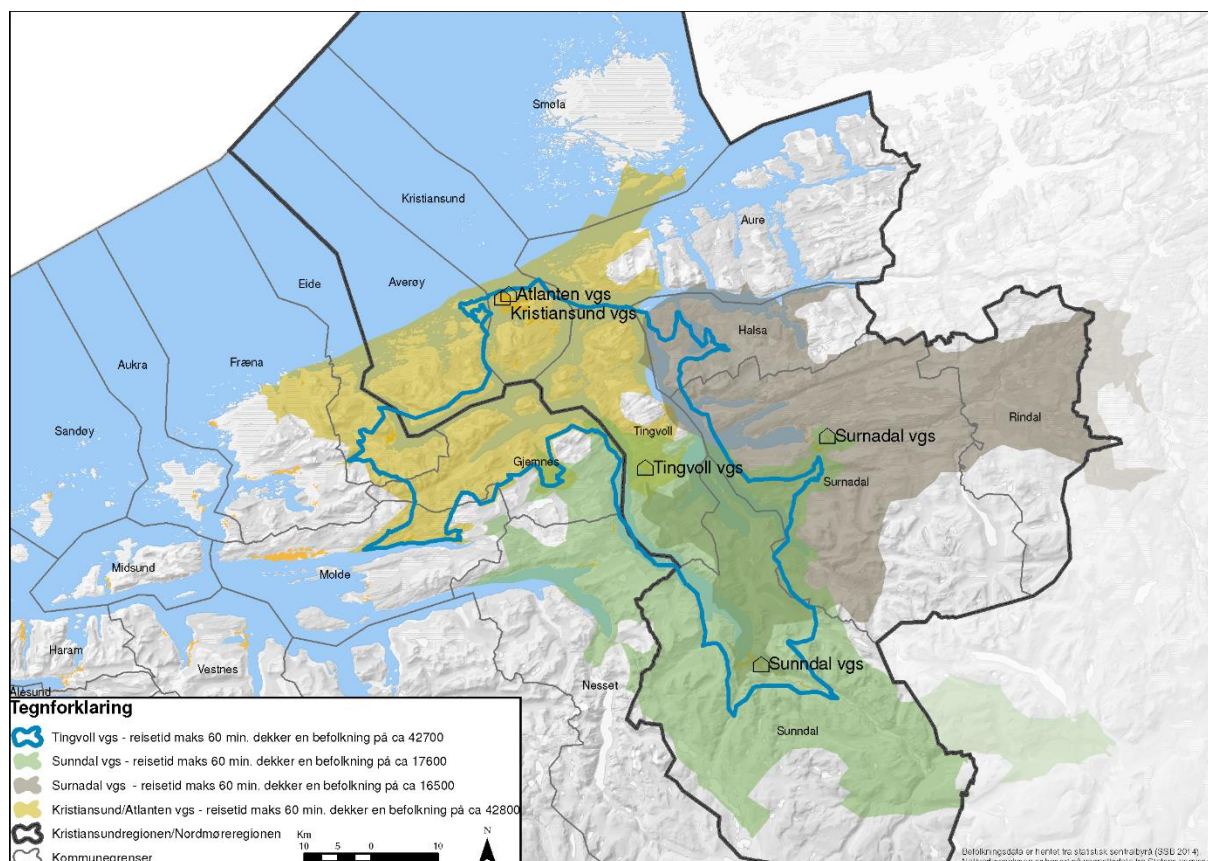 Smøla
Kristiansund
Aure
Eide
Averøy
Atlanten vgs
Kristiansund vgs
Halsa
Aukra
Fræna
Sandøy
Rindal
Tingvoll
Surnadal vgs
Gjemnes
Tingvoll vgs
Surnadal
Midsund
Molde
Haram
Vestnes
Sunndal vgs
Nesset
Ålesund
Sunndal
Tegnforklaring
Tingvoll vgs - reisetid maks 60 min. dekker en befolkning på ca 42700
Sunndal vgs - reisetid maks 60 min. dekker en befolkning på ca 17600
Surnadal vgs - reisetid maks 60 min. dekker en befolkning på ca 16500
Kristiansund/Atlanten vgs - reisetid maks 60 min. dekker en befolkning på ca 42800
Kristiansundregionen/Nordmøreregionen
Kommunegrenser
Km
10 5 0 10
N
Befolkningsdata er hentet fra statistisk sentralbyrå (SSB 2014).